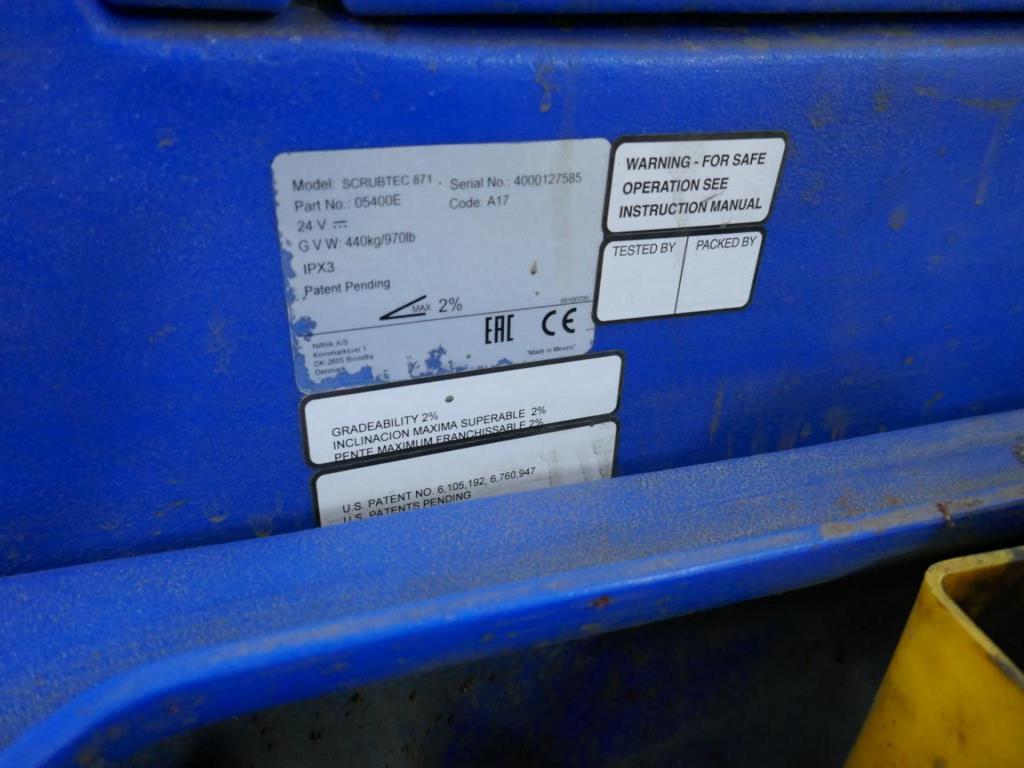 Model: SCRUBTEC 871 - Serial No.: 4000127585
Part No.: 05400E Code: A17
24 V
G V W: 440kg/970lb
IPX3
Patent Pending
MAX 2%
56100700
EAC CE
Nilfisk A/S
Kornmarksvej 1
DK-2605 Brondby
Denmark
"Made in Mexico"
WARNING - FOR SAFE
OPERATION SEE
INSTRUCTION MANUAL
TESTED BY PACKED BY
GRADEABILITY 2%
INCLINACION MAXIMA SUPERABLE 2%
PENTE MAXIMUM FRANCHISSABLE 2%
U.S. PATENT NO. 6,105,192; 6,760,947
U.S. PATENTS PENDING